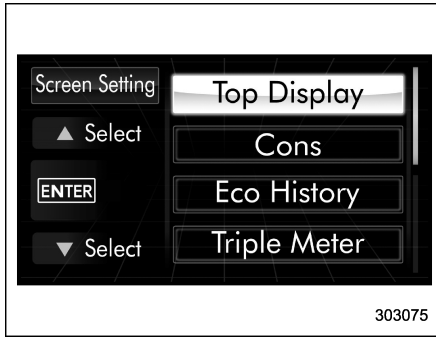 Screen Setting
Top Display
▲ Select
Cons
ENTER
Eco History
▼ Select
Triple Meter
303075